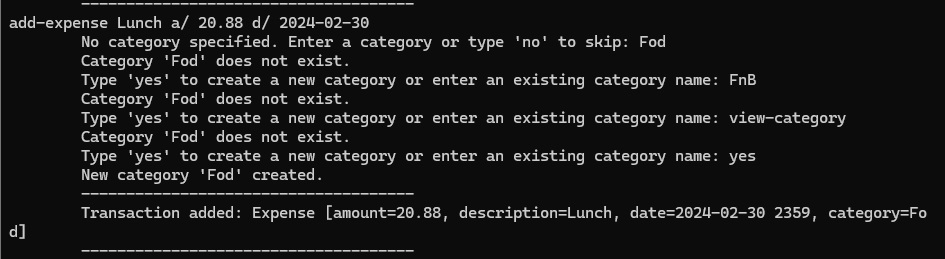 -------------------------------------
add-expense Lunch a/ 20.88 d/ 2024-02-30
No category specified. Enter a category or type 'no' to skip: Fod
Category 'Fod' does not exist.
Type 'yes' to create a new category or enter an existing category name: FnB
Category 'Fod' does not exist.
Type 'yes' to create a new category or enter an existing category name: view-category
Category 'Fod' does not exist.
Type 'yes' to create a new category or enter an existing category name: yes
New category 'Fod' created.
-------------------------------------
Transaction added: Expense [amount=20.88, description=Lunch, date=2024-02-30 2359, category=Fo
d]
-------------------------------------